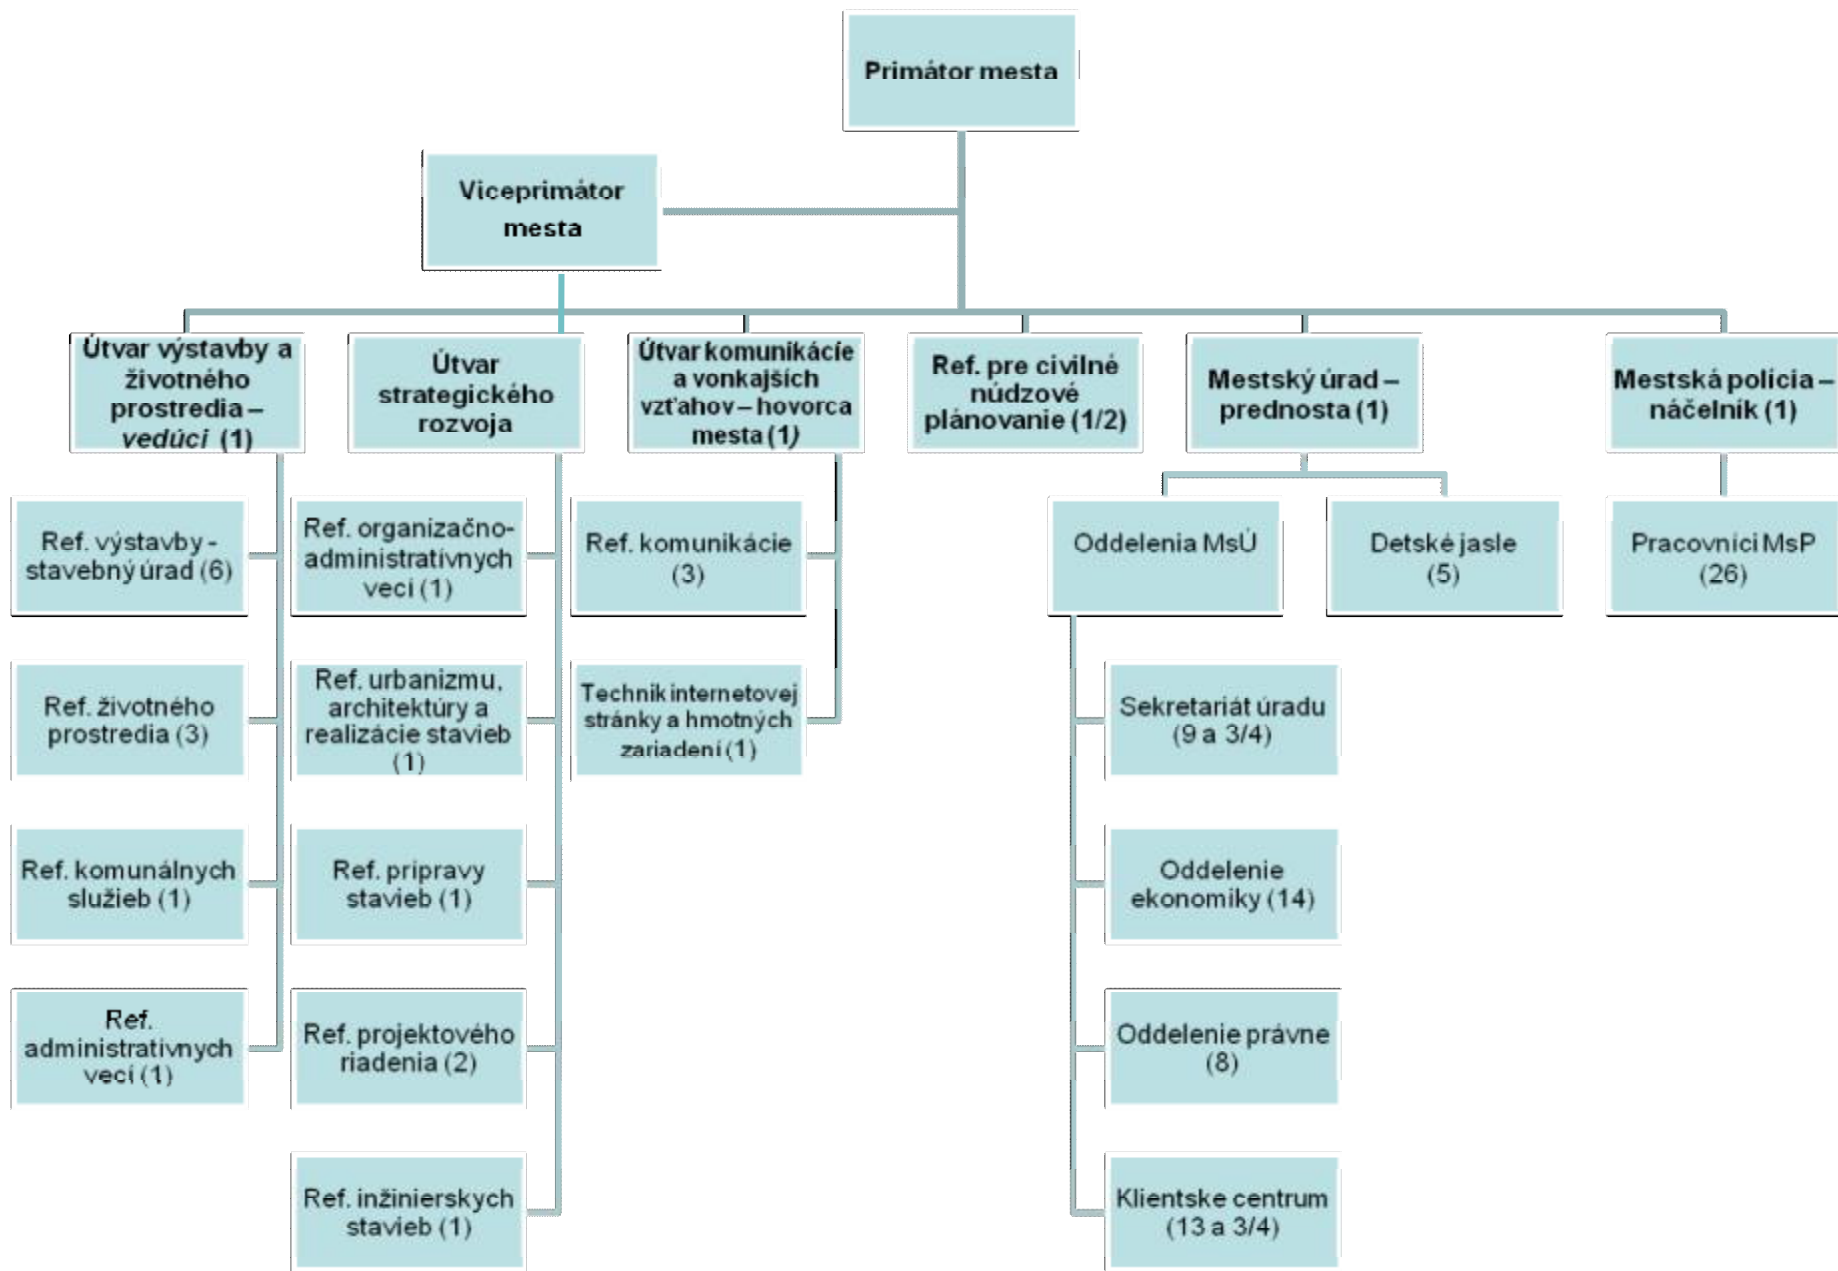 Primátor mesta
Viceprimátor
mesta
Útvar výstavby a
životného
prostredia –
vedúci (1)
Útvar
strategického
rozvoja
Útvar komunikácie
a vonkajších
vzťahov – hovorca
mesta (1)
Ref. pre civilné
núdzové
plánovanie (1/2)
Mestský úrad –
prednosta (1)
Mestská polícia –
náčelník (1)
Ref. výstavby -
stavebný úrad (6)
Ref. organizačno-
administratívnych
vecí (1)
Ref. komunikácie
(3)
Oddelenia MsÚ
Detské jasle
(5)
Pracovníci MsP
(26)
Ref. životného
prostredia (3)
Ref. urbanizmu,
architektúry a
realizácie stavieb
(1)
Technik internetovej
stránky a hmotných
zariadení (1)
Sekretariát úradu
(9 a 3/4)
Ref. komunálnych
služieb (1)
Ref. prípravy
stavieb (1)
Oddelenie
ekonomiky (14)
Ref.
administratívnych
vecí (1)
Ref. projektového
riadenia (2)
Oddelenie právne
(8)
Ref. inžinierskych
stavieb (1)
Klientske centrum
(13 a 3/4)